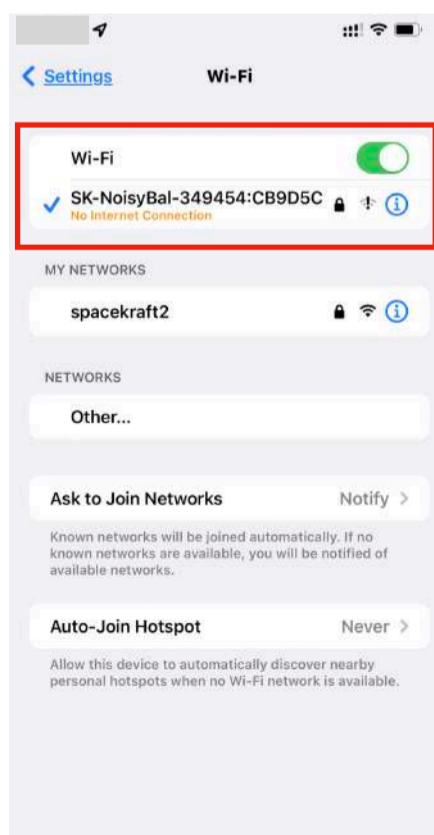 Settings
Wi-Fi
Wi-Fi
SK-NoisyBal-349454:CB9D5C
No Internet Connection
MY NETWORKS
spacekraft2
NETWORKS
Other...
Ask to Join Networks
Notify
Known networks will be joined automatically. If no
known networks are available, you will be notified of
available networks.
Auto-Join Hotspot
Never
Allow this device to automatically discover nearby
personal hotspots when no Wi-Fi network is available.